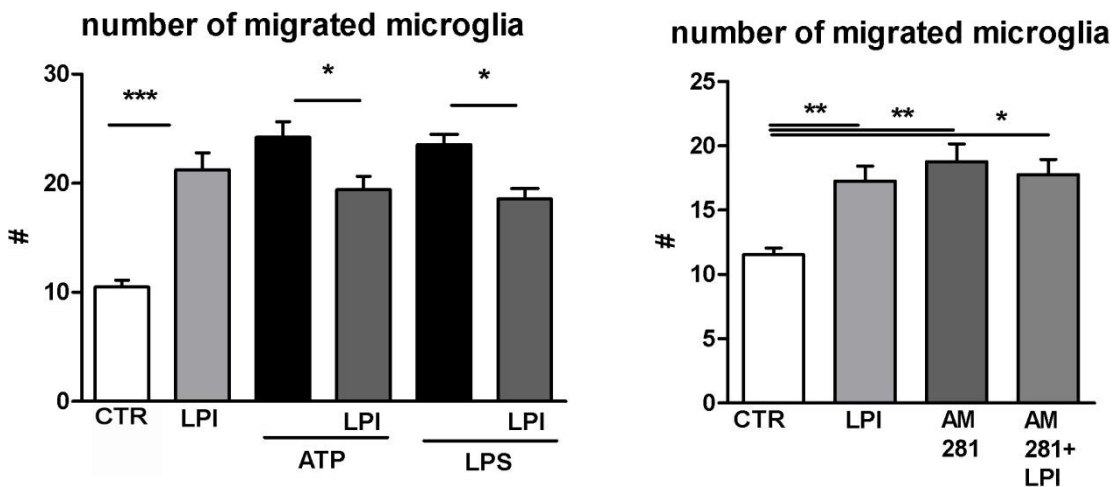 number of migrated microglia
30
20
10
0
#
***
*
*
CTR
LPI
LPI
LPI
ATP
LPS
number of migrated microglia
25
20
15
10
5
0
#
**
**
*
CTR
LPI
AM
281
AM
281+
LPI